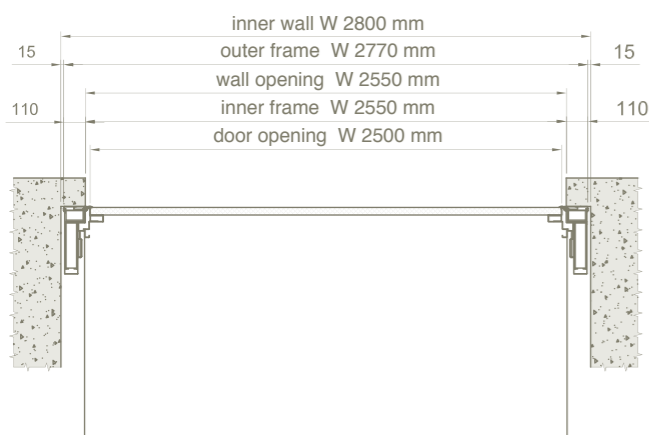 inner wall W 2800 mm
15 outer frame W 2770 mm 15
wall opening W 2550 mm
110 inner frame W 2550 mm 110
door opening W 2500 mm